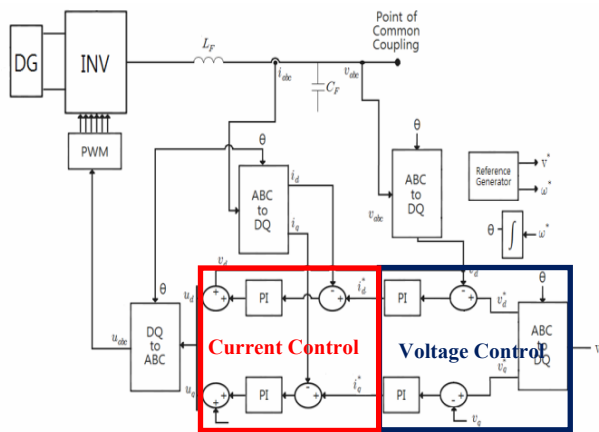 Point of
Common
Coupling
DG
INV
L_F
i_abc
C_F
v_abc
PWM
θ
θ
ABC
to
DQ
i_d
i_q
v_abc
ABC
to
DQ
Reference
Generator
v*
ω*
θ
∫
ω*
v_d
v_d
θ
θ
u_d
+
+
PI
-
+
i_d*
PI
-
+
v_d*
u_abc
DQ
to
ABC
Current Control
Voltage Control
ABC
to
DQ
v
u_q
+
+
PI
-
+
i_q*
PI
-
+
v_q*
v_q